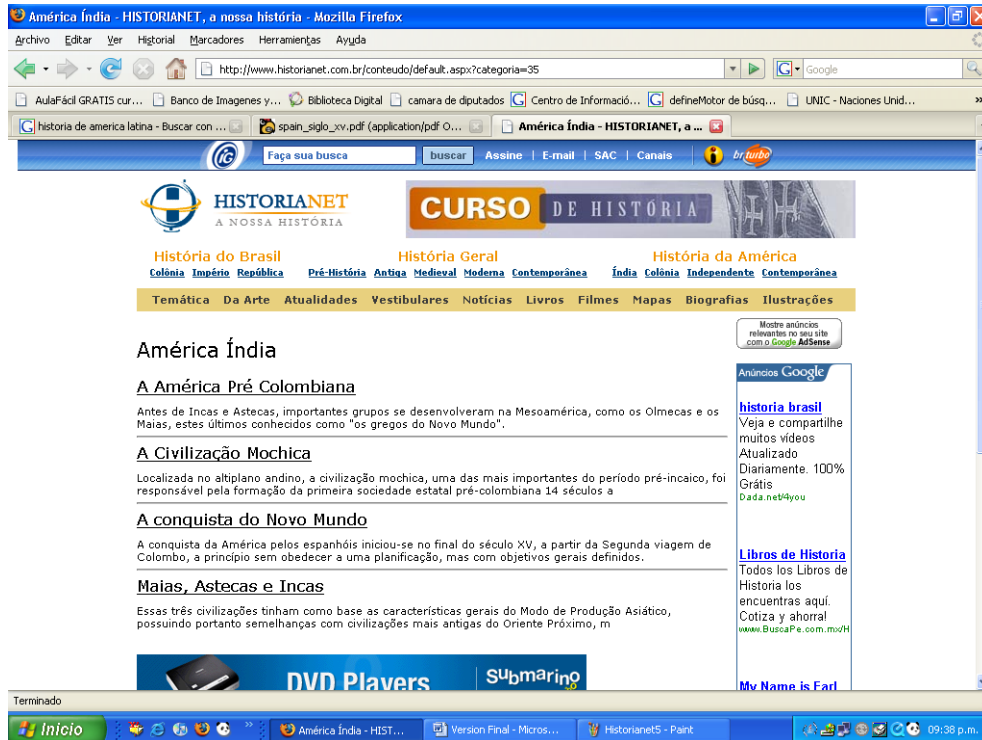 América Índia - HISTORIANET, a nossa história - Mozilla Firefox
Archivo Editar Ver Historial Marcadores Herramientas Ayuda
http://www.historianet.com.br/conteudo/default.aspx?categoria=35
Google
AulaFácil GRATIS cur... Banco de Imagenes y... Biblioteca Digital camara de diputados Centro de Informació... defineMotor de búsq... UNIC - Naciones Unid...
historia de america latina - Buscar con ... spain_siglo_xv.pdf (application/pdf O... América Índia - HISTORIANET, a ...
iG Faça sua busca buscar Assine | E-mail | SAC | Canais br turbo
HISTORIANET
A NOSSA HISTÓRIA
CURSO DE HISTÓRIA
História do Brasil História Geral História da América
Colônia Império República Pré-História Antiga Medieval Moderna Contemporânea Índia Colônia Independente Contemporânea
Temática Da Arte Atualidades Vestibulares Notícias Livros Filmes Mapas Biografias Ilustrações
Mostre anúncios
relevantes no seu site
com o Google AdSense
América Índia
A América Pré Colombiana
Antes de Incas e Astecas, importantes grupos se desenvolveram na Mesoamérica, como os Olmecas e os
Maias, estes últimos conhecidos como "os gregos do Novo Mundo".
A Civilização Mochica
Localizada no altiplano andino, a civilização mochica, uma das mais importantes do período pré-incaico, foi
responsável pela formação da primeira sociedade estatal pré-colombiana 14 séculos a
A conquista do Novo Mundo
A conquista da América pelos espanhóis iniciou-se no final do século XV, a partir da Segunda viagem de
Colombo, a princípio sem obedecer a uma planificação, mas com objetivos gerais definidos.
Maias, Astecas e Incas
Essas três civilizações tinham como base as características gerais do Modo de Produção Asiático,
possuindo portanto semelhanças com civilizações mais antigas do Oriente Próximo, m
Anúncios Google
historia brasil
Veja e compartilhe
muitos vídeos
Atualizado
Diariamente. 100%
Grátis
Dada.net/4you
Libros de Historia
Todos los Libros de
Historia los
encuentras aquí.
Cotiza y ahorra!
www.BuscaPe.com.mx/H
My Name is Earl
DVD Players
submarino
Terminado
Inicio América Índia - HIST... Version Final - Micros... Historianet5 - Paint 09:38 p.m.